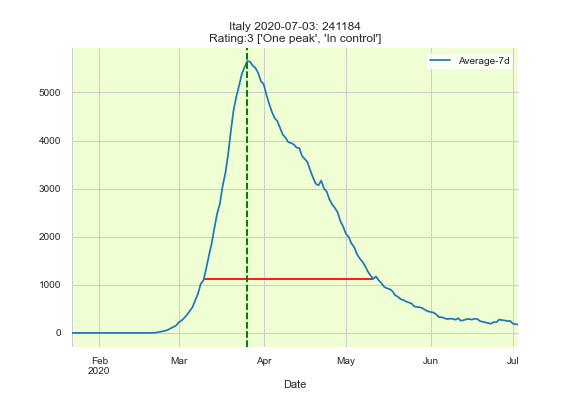 Italy 2020-07-03: 241184
Rating:3 ['One peak', 'In control']
Average-7d
5000
4000
3000
2000
1000
0
Feb Mar Apr May Jun Jul
2020
Date